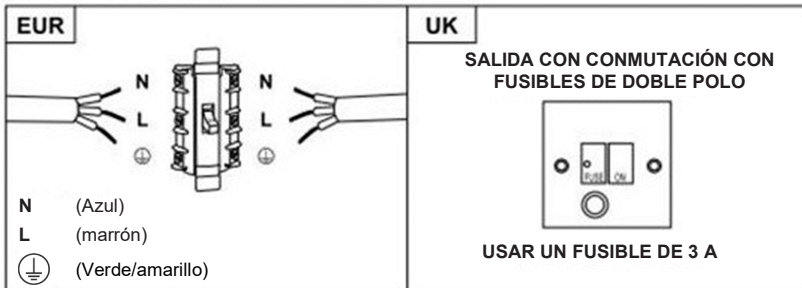 EUR
N
L
N
L
N (Azul)
L (marrón)
(Verde/amarillo)
UK
SALIDA CON CONMUTACIÓN CON
FUSIBLES DE DOBLE POLO
FUSE ON
USAR UN FUSIBLE DE 3 A